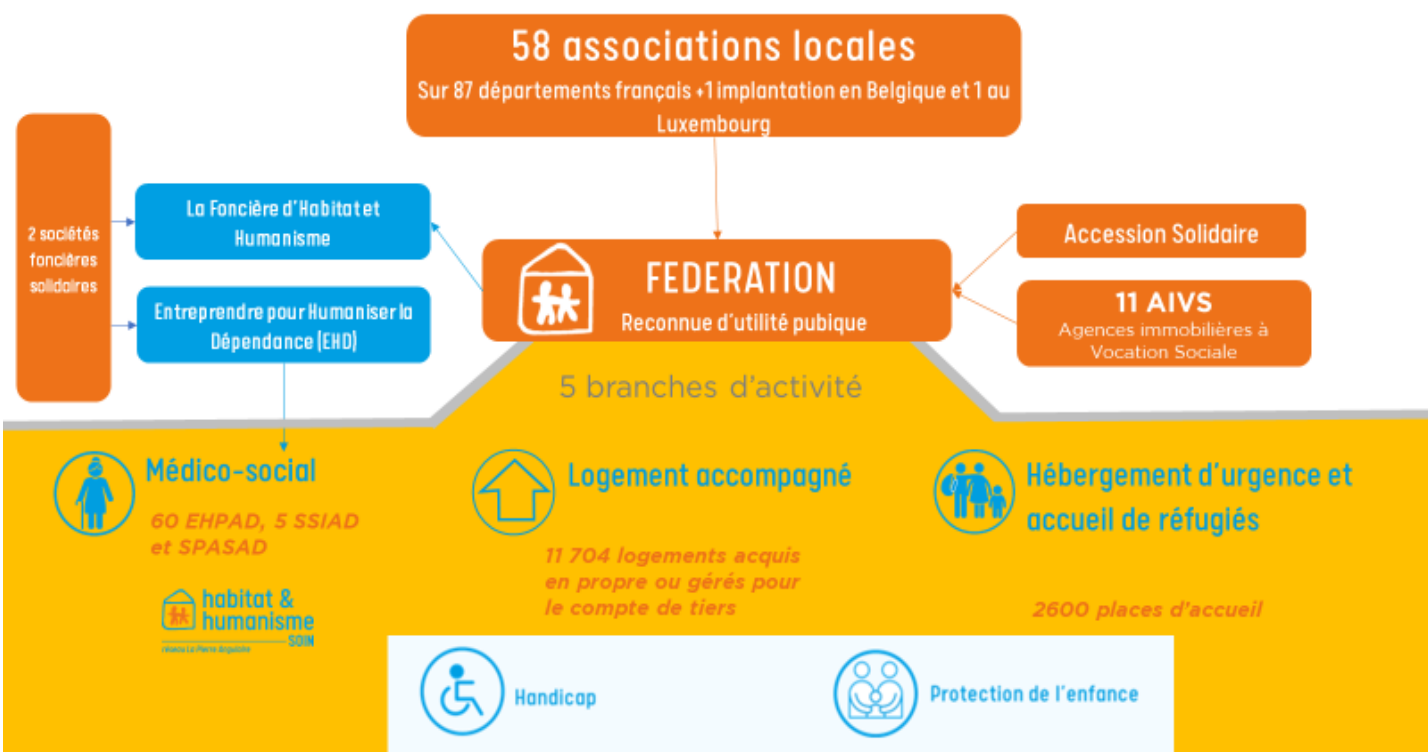 58 associations locales
Sur 87 départements français +1 implantation en Belgique et 1 au
Luxembourg
2 sociétés
foncières
solidaires
La Foncière d'Habitat et
Humanisme
Entreprendre pour Humaniser la
Dépendance (EHD)
FEDERATION
Reconnue d'utilité pubique
Accession Solidaire
11 AIVS
Agences immobilières à
Vocation Sociale
5 branches d'activité
Médico-social
60 EHPAD, 5 SSIAD
et SPASAD
habitat &
humanisme
SOIN
réseau La Pierre Angulaire
Logement accompagné
11 704 logements acquis
en propre ou gérés pour
le compte de tiers
Hébergement d'urgence et
accueil de réfugiés
2600 places d'accueil
Handicap
Protection de l'enfance